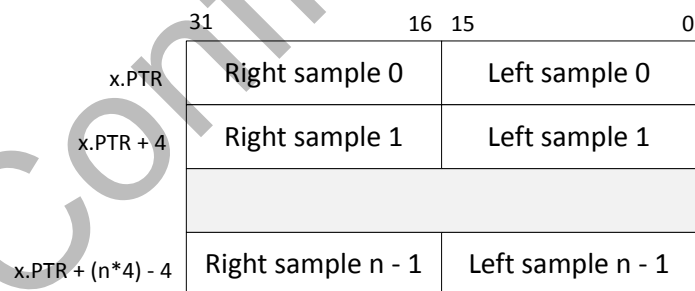 31 16 15 0
x.PTR Right sample 0 Left sample 0
x.PTR + 4 Right sample 1 Left sample 1
x.PTR + (n*4) - 4 Right sample n - 1 Left sample n - 1